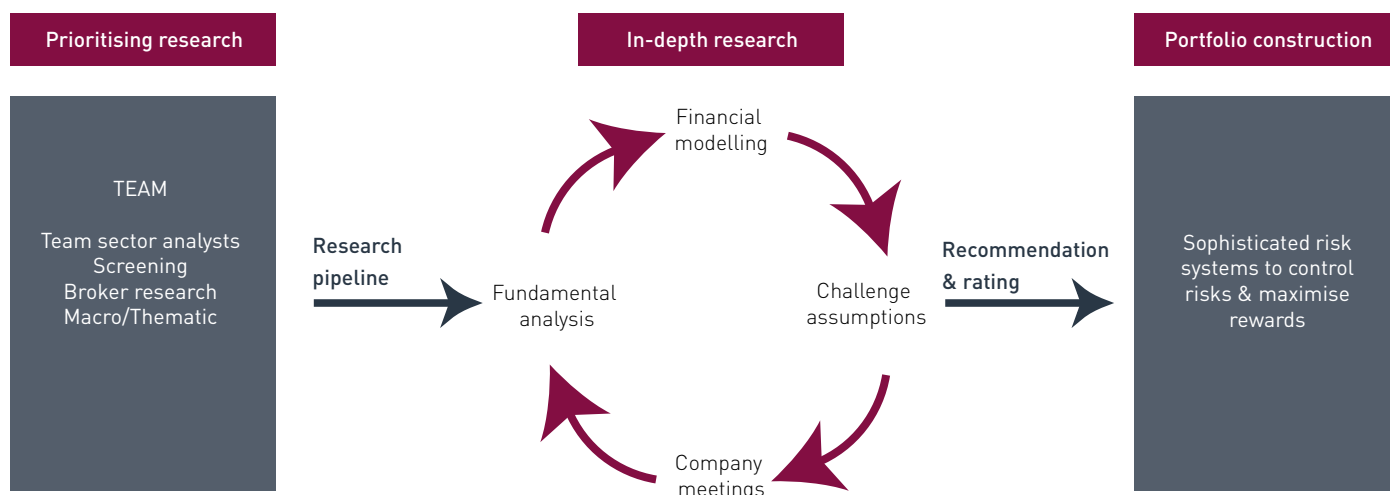 Prioritising research
In-depth research
Portfolio construction
TEAM
Team sector analysts
Screening
Broker research
Macro/Thematic
Research
pipeline
Financial
modelling
Fundamental
analysis
Challenge
assumptions
Company
meetings
Recommendation
& rating
Sophisticated risk
systems to control
risks & maximise
rewards